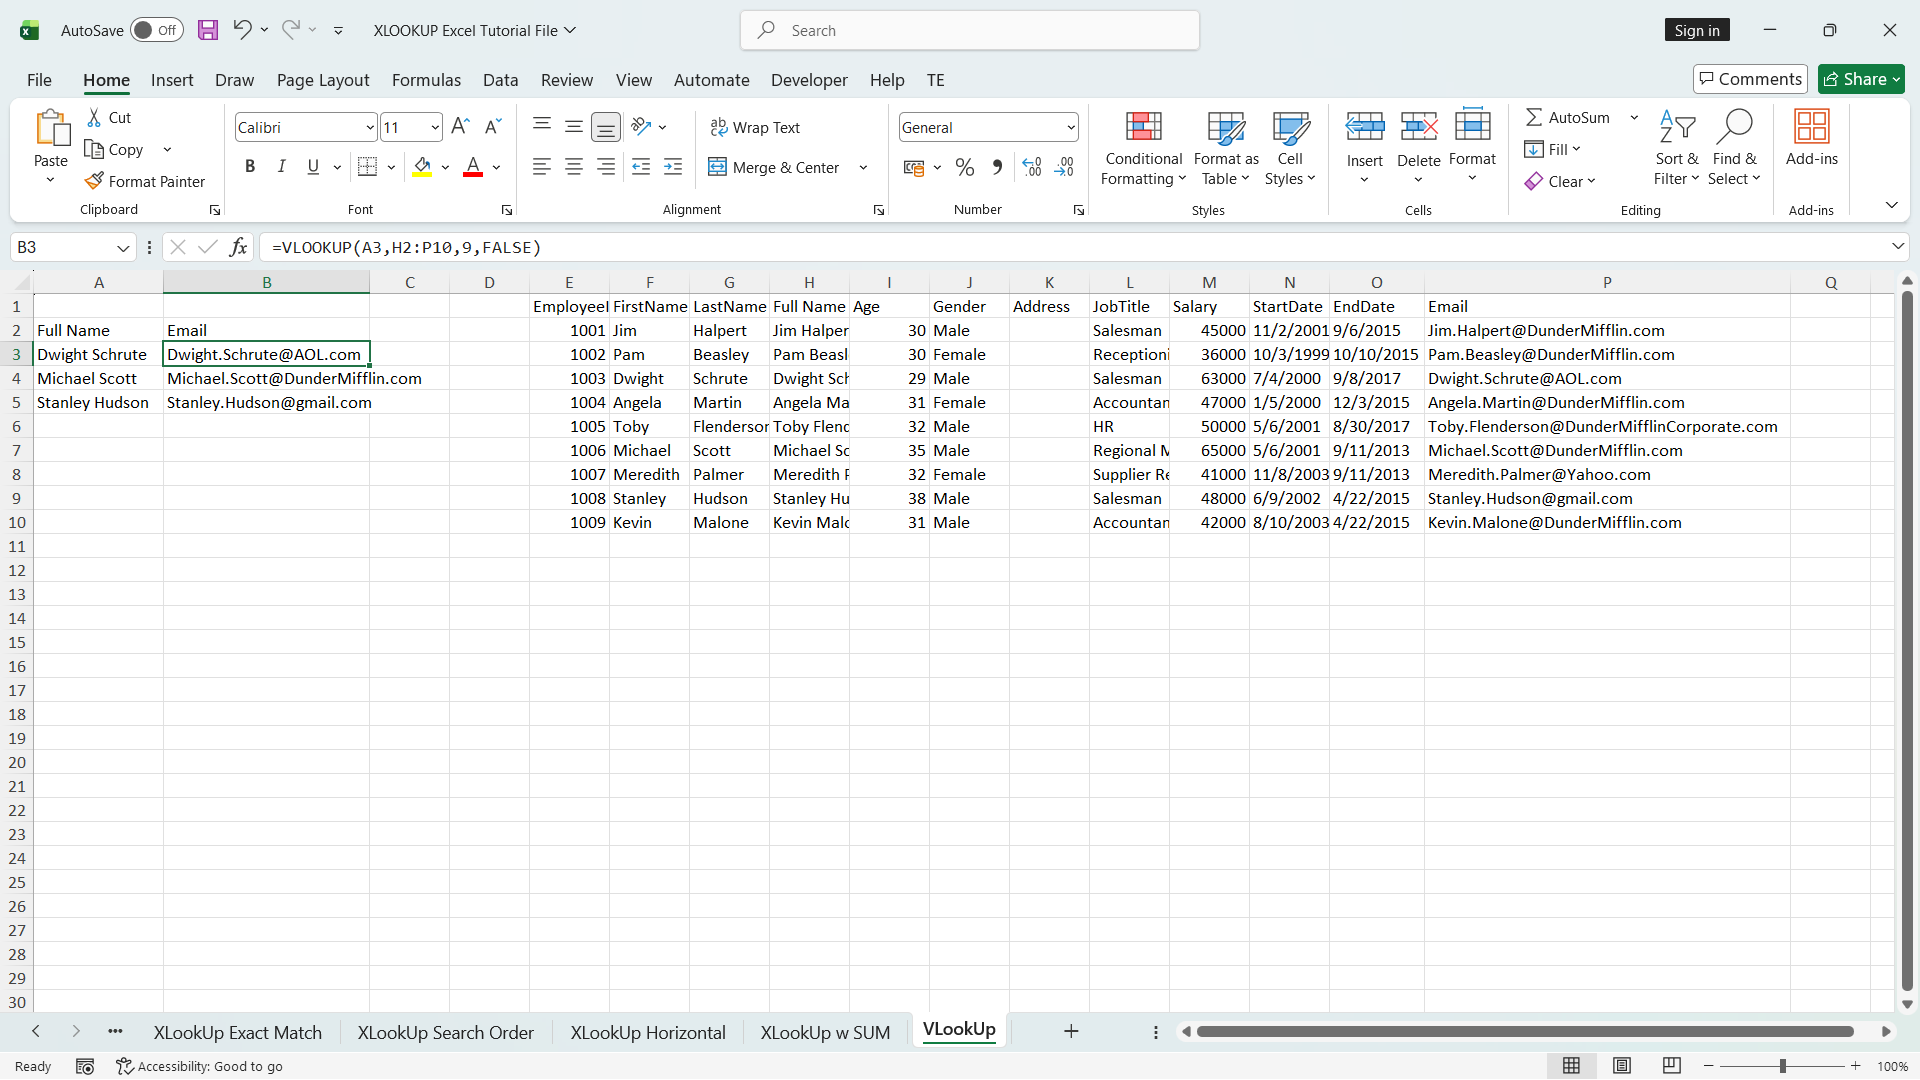 AutoSave Off XLOOKUP Excel Tutorial File Search Sign in
File Home Insert Draw Page Layout Formulas Data Review View Automate Developer Help TE Comments Share
Paste Cut Copy Format Painter Clipboard
Calibri 11 B I U A Font
ab Wrap Text Merge & Center Alignment
General % Number
Conditional Formatting Format as Table Cell Styles Styles
Insert Delete Format Cells
AutoSum Fill Clear Sort & Filter Find & Select Editing
Add-ins Add-ins
B3 fx =VLOOKUP(A3,H2:P10,9,FALSE)
A B C D E F G H I J K L M N O P Q
1 EmployeeI FirstName LastName Full Name Age Gender Address JobTitle Salary StartDate EndDate Email
2 Full Name Email 1001 Jim Halpert Jim Halper 30 Male Salesman 45000 11/2/2001 9/6/2015 Jim.Halpert@DunderMifflin.com
3 Dwight Schrute Dwight.Schrute@AOL.com 1002 Pam Beasley Pam Beasl 30 Female Receptioni 36000 10/3/1999 10/10/2015 Pam.Beasley@DunderMifflin.com
4 Michael Scott Michael.Scott@DunderMifflin.com 1003 Dwight Schrute Dwight Sch 29 Male Salesman 63000 7/4/2000 9/8/2017 Dwight.Schrute@AOL.com
5 Stanley Hudson Stanley.Hudson@gmail.com 1004 Angela Martin Angela Ma 31 Female Accountan 47000 1/5/2000 12/3/2015 Angela.Martin@DunderMifflin.com
6 1005 Toby Flenderson Toby Flend 32 Male HR 50000 5/6/2001 8/30/2017 Toby.Flenderson@DunderMifflinCorporate.com
7 1006 Michael Scott Michael Sc 35 Male Regional M 65000 5/6/2001 9/11/2013 Michael.Scott@DunderMifflin.com
8 1007 Meredith Palmer Meredith P 32 Female Supplier Re 41000 11/8/2003 9/11/2013 Meredith.Palmer@Yahoo.com
9 1008 Stanley Hudson Stanley Hu 38 Male Salesman 48000 6/9/2002 4/22/2015 Stanley.Hudson@gmail.com
10 1009 Kevin Malone Kevin Malo 31 Male Accountan 42000 8/10/2003 4/22/2015 Kevin.Malone@DunderMifflin.com
11
12
13
14
15
16
17
18
19
20
21
22
23
24
25
26
27
28
29
30
XLookUp Exact Match XLookUp Search Order XLookUp Horizontal XLookUp w SUM VLookUp
Ready Accessibility: Good to go 100%